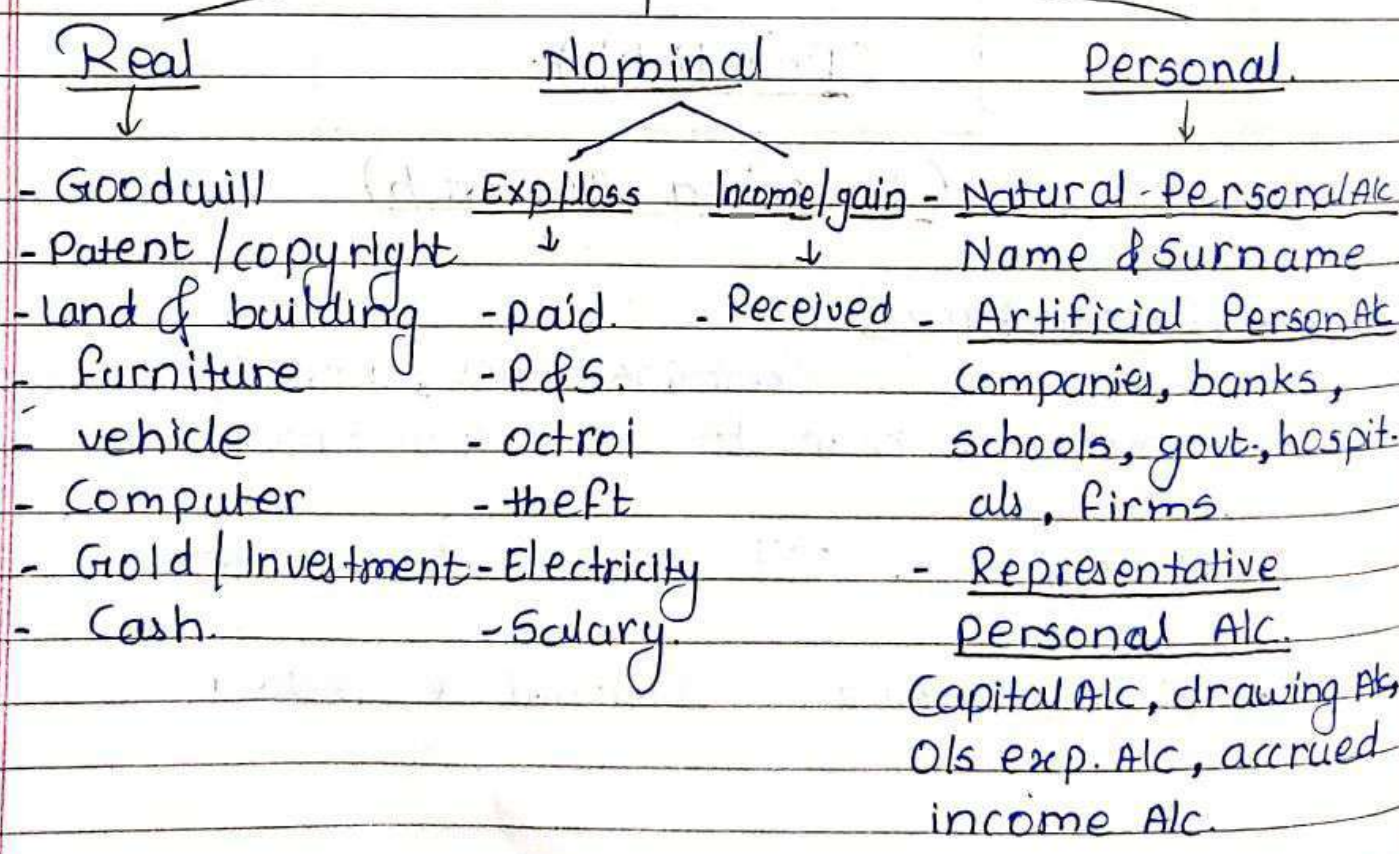 Real Nominal Personal.
- Goodwill Exp/loss Income/gain - Natural Personal A/c
- Patent / copyright ↓ ↓ Name & Surname
- land & building - paid. - Received - Artificial Person A/c
- furniture - P&S. Companies, banks,
- vehicle - octroi schools, govt., hospit-
- Computer - theft als, firms.
- Gold / Investment - Electricity - Representative
- Cash. - Salary. personal A/c.
Capital A/c, drawing A/c,
O/s exp. A/c, accrued
income A/c.